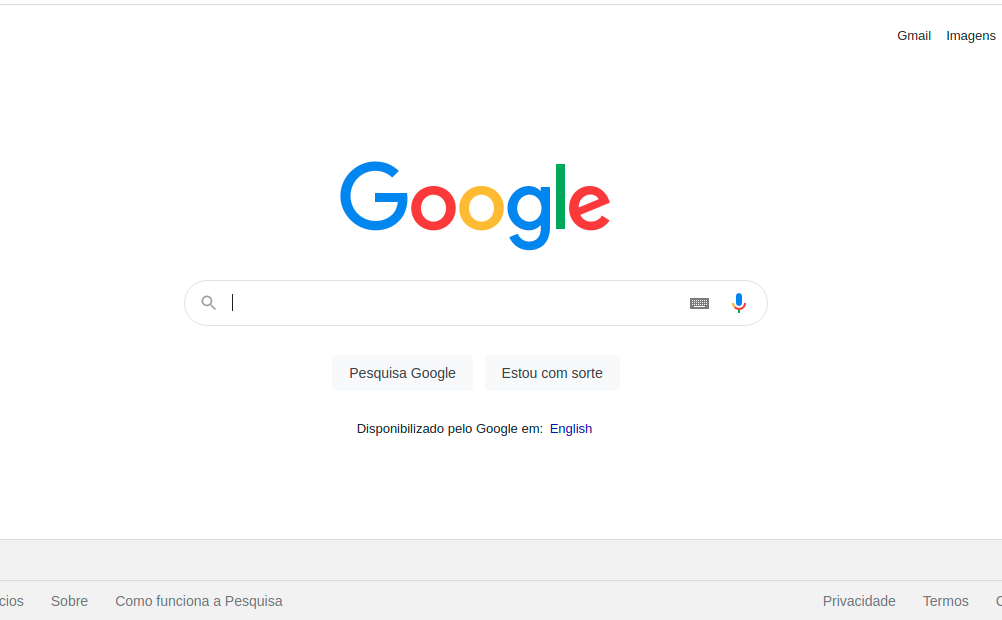 Gmail Imagens
Google
Pesquisa Google Estou com sorte
Disponibilizado pelo Google em: English
cios Sobre Como funciona a Pesquisa Privacidade Termos